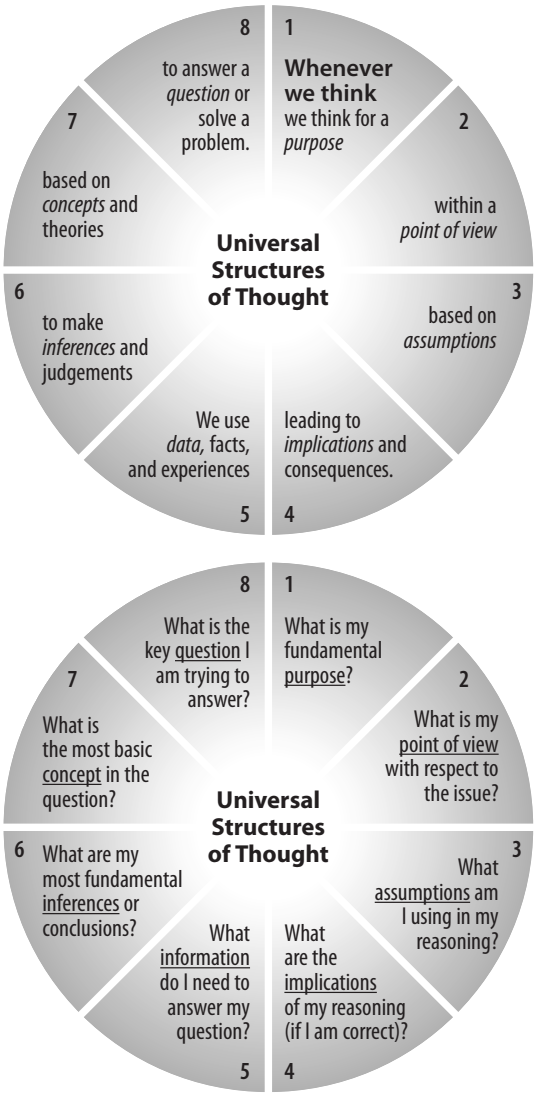 1
Whenever
we think
we think for a
purpose
2
within a
point of view
3
based on
assumptions
4
leading to
implications and
consequences.
5
We use
data, facts,
and experiences
6
to make
inferences and
judgements
7
based on
concepts and
theories
8
to answer a
question or
solve a
problem.
Universal
Structures
of Thought
1
What is my
fundamental
purpose?
2
What is my
point of view
with respect to
the issue?
3
What
assumptions am
I using in my
reasoning?
4
What
are the
implications
of my reasoning
(if I am correct)?
5
What
information
do I need to
answer my
question?
6
What are my
most fundamental
inferences or
conclusions?
7
What is
the most basic
concept in the
question?
8
What is the
key question I
am trying to
answer?
Universal
Structures
of Thought